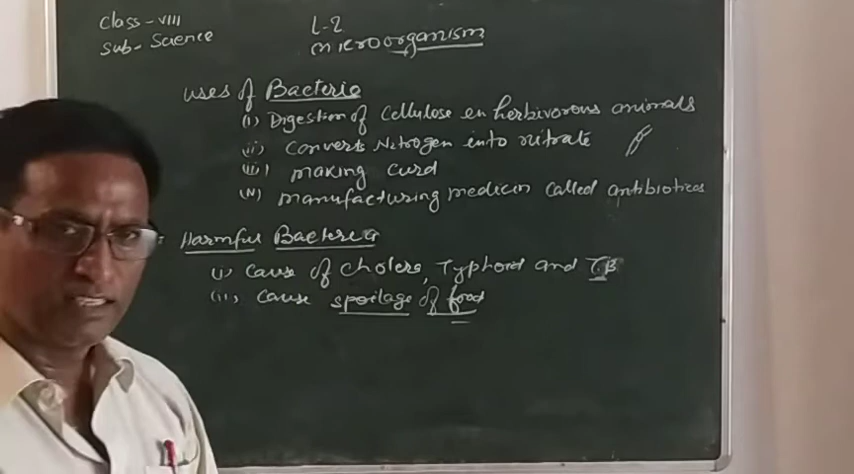 Class - VIII
Sub - Science
L-2
Microorganism
Uses of Bacteria
(i) Digestion of Cellulose in herbivorous animals
(ii) converts Nitrogen into nitrate
(iii) making curd
(iv) manufacturing medicin called antibiotics
Harmful Bacteria
(i) cause of cholera, Typhoid and T.B
(ii) cause spoilage of food